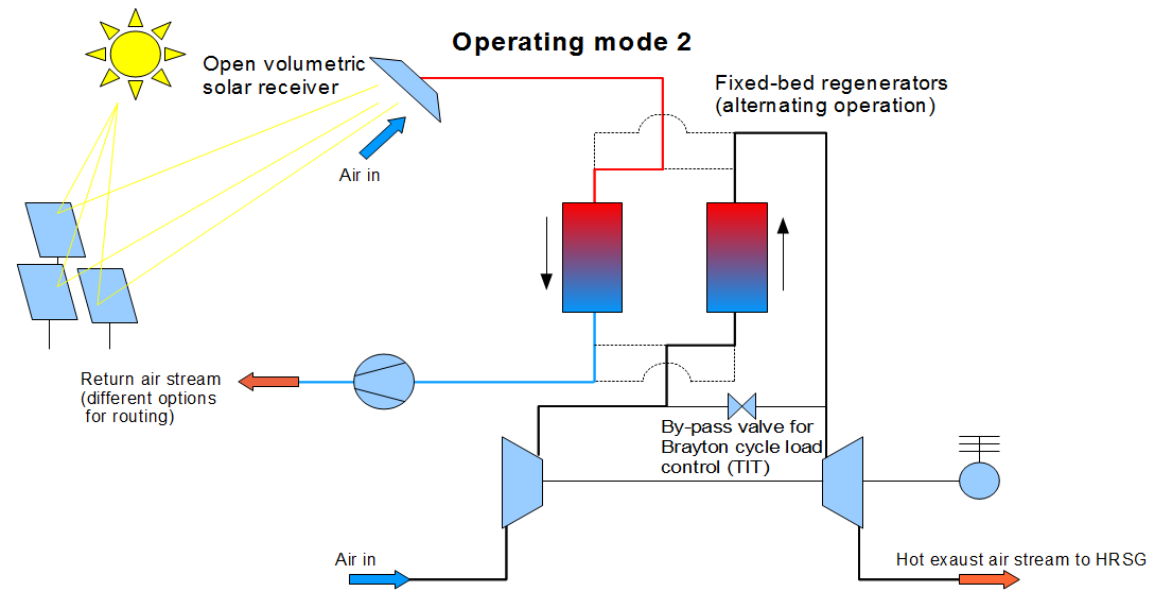 Operating mode 2
Open volumetric
solar receiver
Fixed-bed regenerators
(alternating operation)
Air in
Return air stream
(different options
for routing)
By-pass valve for
Brayton cycle load
control (TIT)
Air in
Hot exaust air stream to HRSG